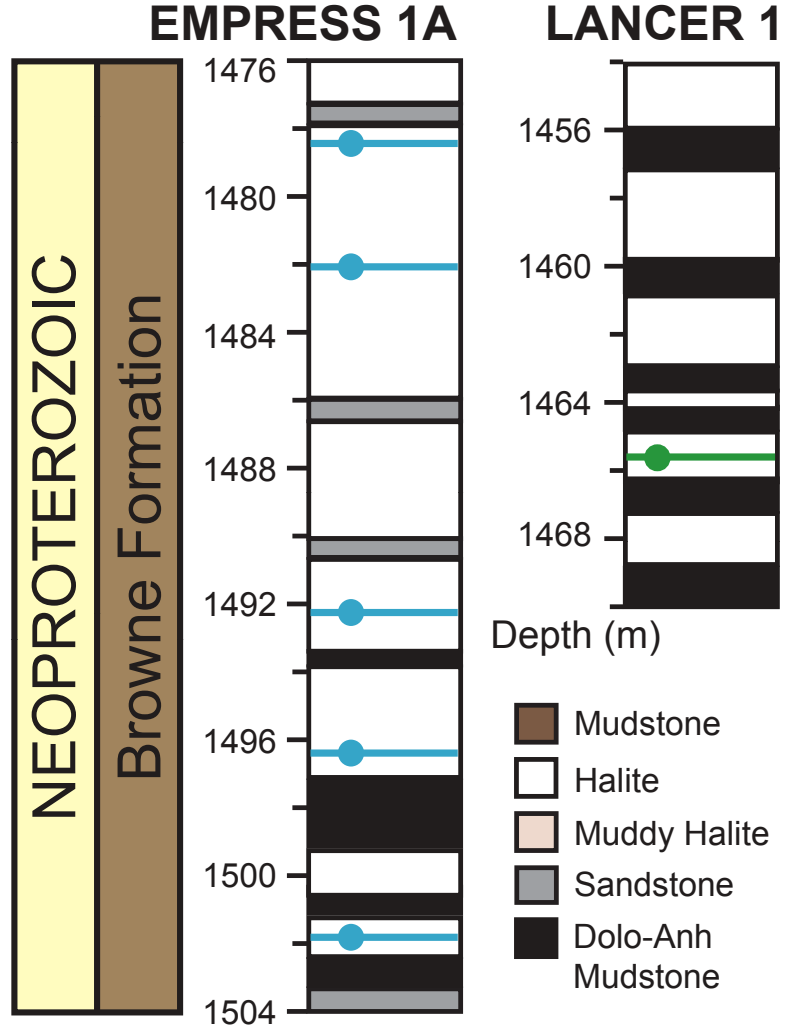 EMPRESS 1A
LANCER 1
NEOPROTEROZOIC
Browne Formation
1476
1480
1484
1488
1492
1496
1500
1504
1456
1460
1464
1468
Depth (m)
Mudstone
Halite
Muddy Halite
Sandstone
Dolo-Anh
Mudstone